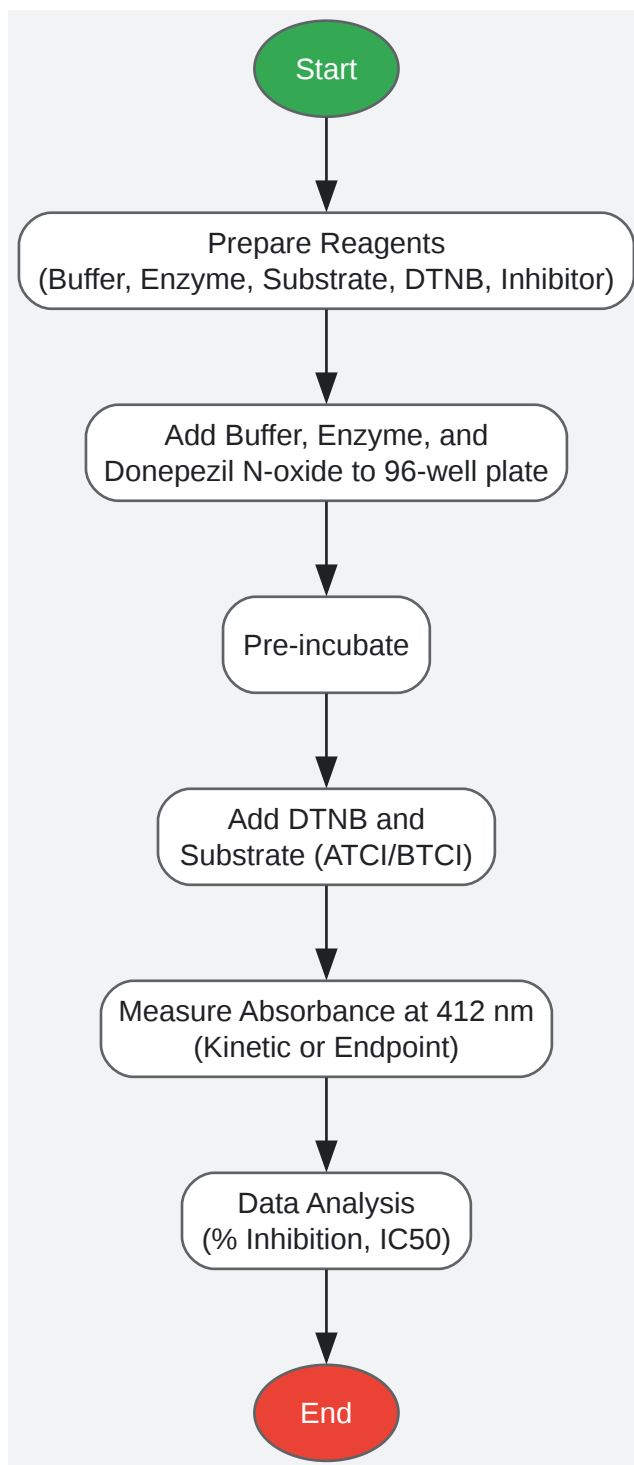 Start
Prepare Reagents
(Buffer, Enzyme, Substrate, DTNB, Inhibitor)
Add Buffer, Enzyme, and
Donepezil N-oxide to 96-well plate
Pre-incubate
Add DTNB and
Substrate (ATCI/BTCI)
Measure Absorbance at 412 nm
(Kinetic or Endpoint)
Data Analysis
(% Inhibition, IC50)
End